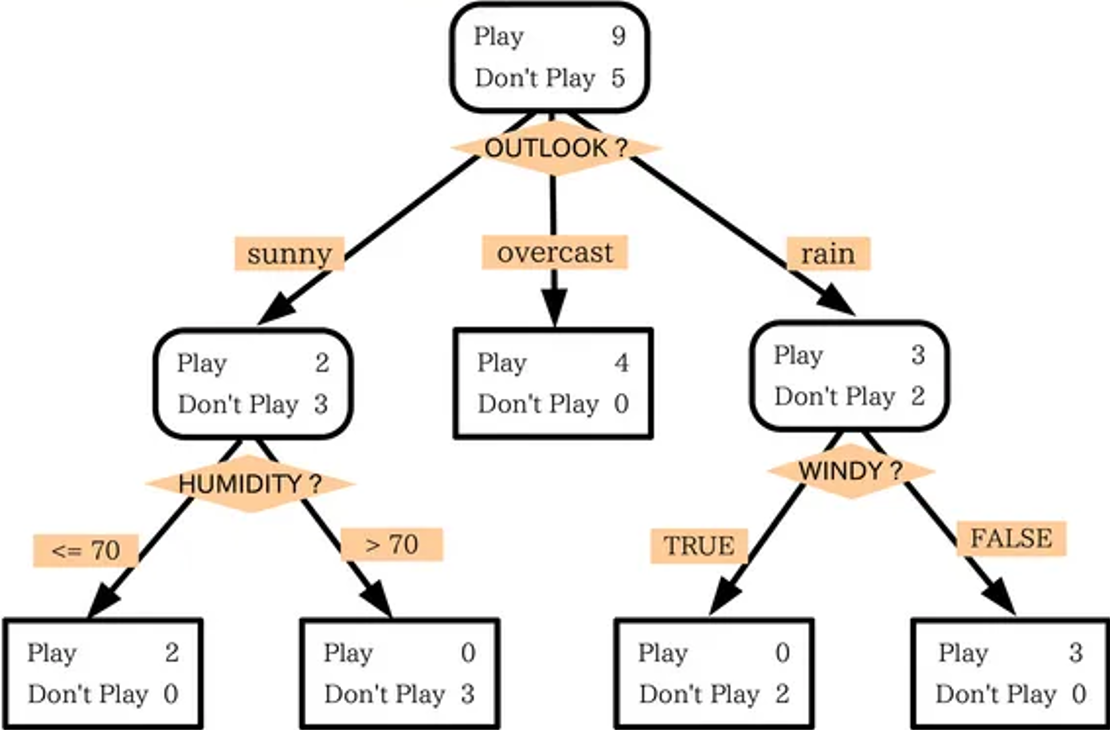 Play 9
Don't Play 5
OUTLOOK ?
sunny
overcast
rain
Play 2
Don't Play 3
Play 4
Don't Play 0
Play 3
Don't Play 2
HUMIDITY ?
WINDY ?
<= 70
> 70
TRUE
FALSE
Play 2
Don't Play 0
Play 0
Don't Play 3
Play 0
Don't Play 2
Play 3
Don't Play 0